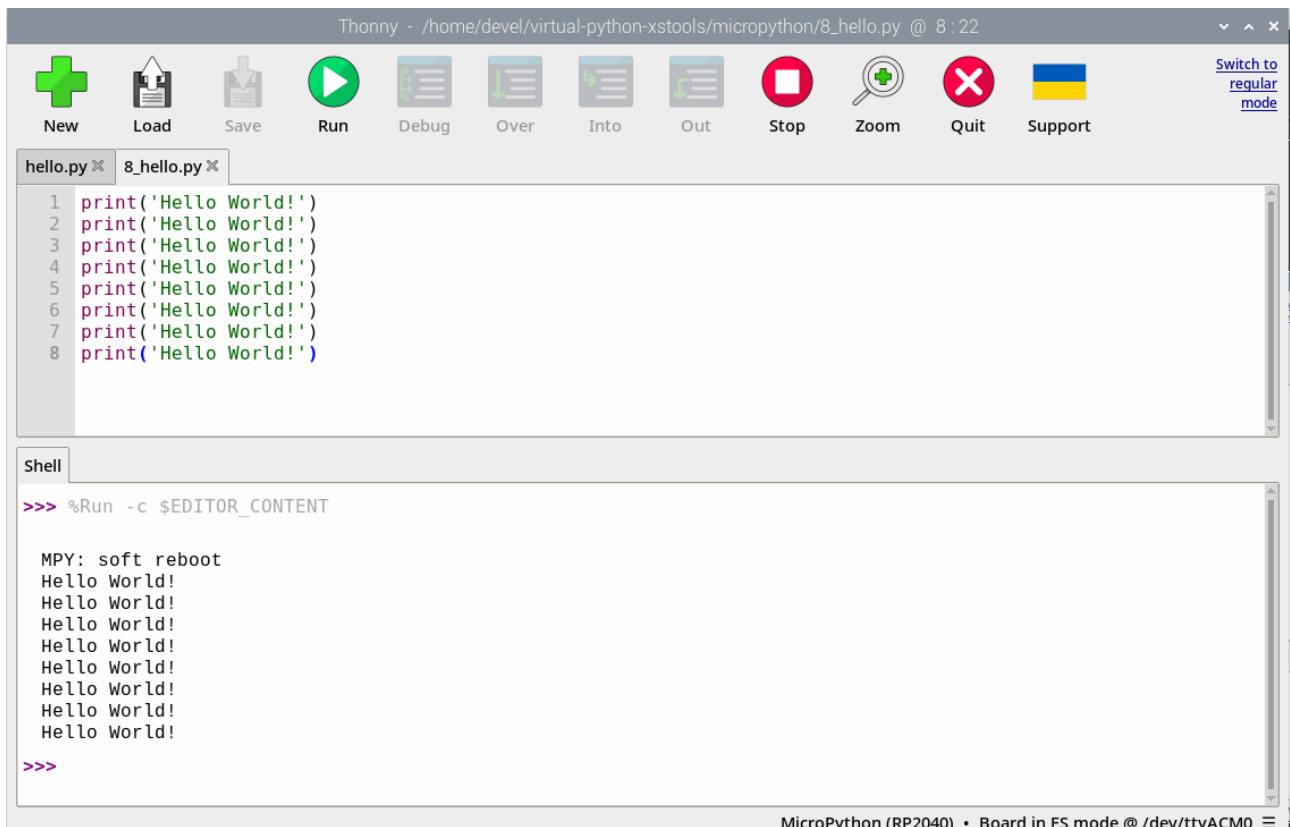 Thonny - /home/devel/virtual-python-xstools/micropython/8_hello.py @ 8:22
Switch to
regular
mode
New Load Save Run Debug Over Into Out Stop Zoom Quit Support
hello.py 8_hello.py
1 print('Hello World!')
2 print('Hello World!')
3 print('Hello World!')
4 print('Hello World!')
5 print('Hello World!')
6 print('Hello World!')
7 print('Hello World!')
8 print('Hello World!')
Shell
>>> %Run -c $EDITOR_CONTENT
MPY: soft reboot
Hello World!
Hello World!
Hello World!
Hello World!
Hello World!
Hello World!
Hello World!
Hello World!
>>>
MicroPython (RP2040) • Board in FS mode @ /dev/ttyACM0 ☰